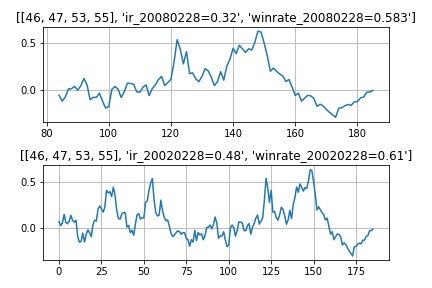 [[46, 47, 53, 55], 'ir_20080228=0.32', 'winrate_20080228=0.583']
0.5
0.0
80 100 120 140 160 180
[[46, 47, 53, 55], 'ir_20020228=0.48', 'winrate_20020228=0.61']
0.5
0.0
0 25 50 75 100 125 150 175